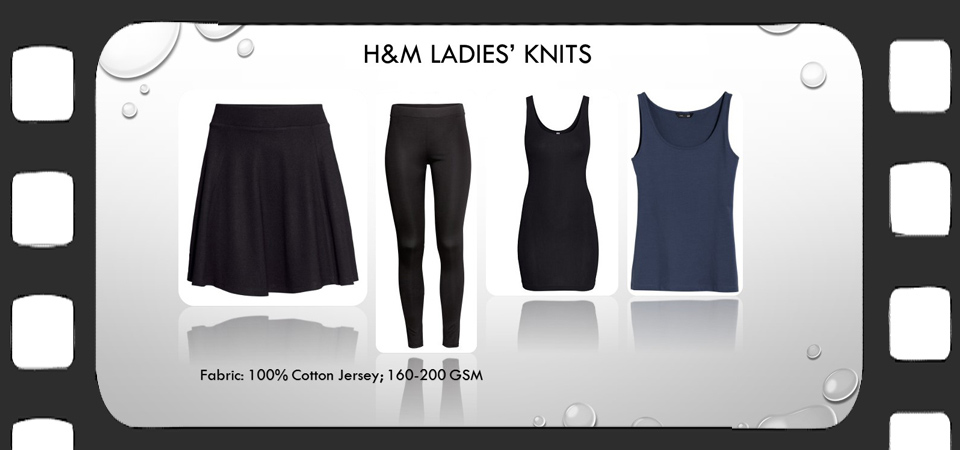 H&M LADIES’ KNITS
Fabric: 100% Cotton Jersey; 160-200 GSM